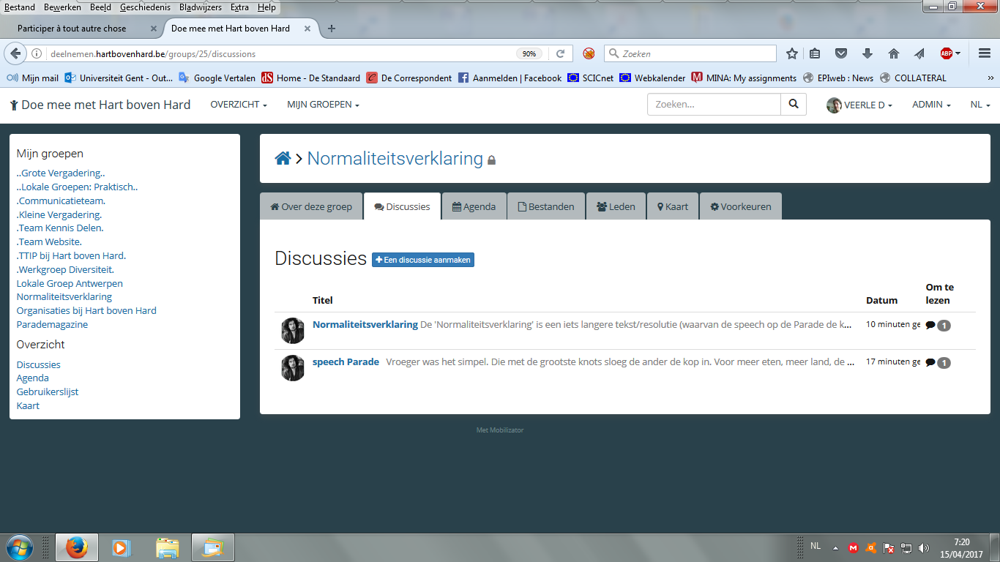 Bestand Bewerken Beeld Geschiedenis Bladwijzers Extra Help
Participer à tout autre chose
Doe mee met Hart boven Hard
deelnemen.hartbovenhard.be/groups/25/discussions
90%
Zoeken
ABP
Mijn mail
Universiteit Gent - Out...
Google Vertalen
dS Home - De Standaard
De Correspondent
Aanmelden | Facebook
SCICnet
Webkalender
MINA: My assignments
EPIweb : News
COLLATERAL
Doe mee met Hart boven Hard
OVERZICHT
MIJN GROEPEN
Zoeken...
VEERLE D
ADMIN
NL
Mijn groepen
..Grote Vergadering..
..Lokale Groepen: Praktisch..
.Communicatieteam.
.Kleine Vergadering.
.Team Kennis Delen.
.Team Website.
.TTIP bij Hart boven Hard.
.Werkgroep Diversiteit.
Lokale Groep Antwerpen
Normaliteitsverklaring
Organisaties bij Hart boven Hard
Parademagazine
Overzicht
Discussies
Agenda
Gebruikerslijst
Kaart
Normaliteitsverklaring
Over deze groep
Discussies
Agenda
Bestanden
Leden
Kaart
Voorkeuren
Discussies
Een discussie aanmaken
Titel
Datum
Om te
lezen
Normaliteitsverklaring De 'Normaliteitsverklaring' is een iets langere tekst/resolutie (waarvan de speech op de Parade de k...
10 minuten ge
1
speech Parade Vroeger was het simpel. Die met de grootste knots sloeg de ander de kop in. Voor meer eten, meer land, de ...
17 minuten ge
1
Met Mobilizator
NL
7:20
15/04/2017